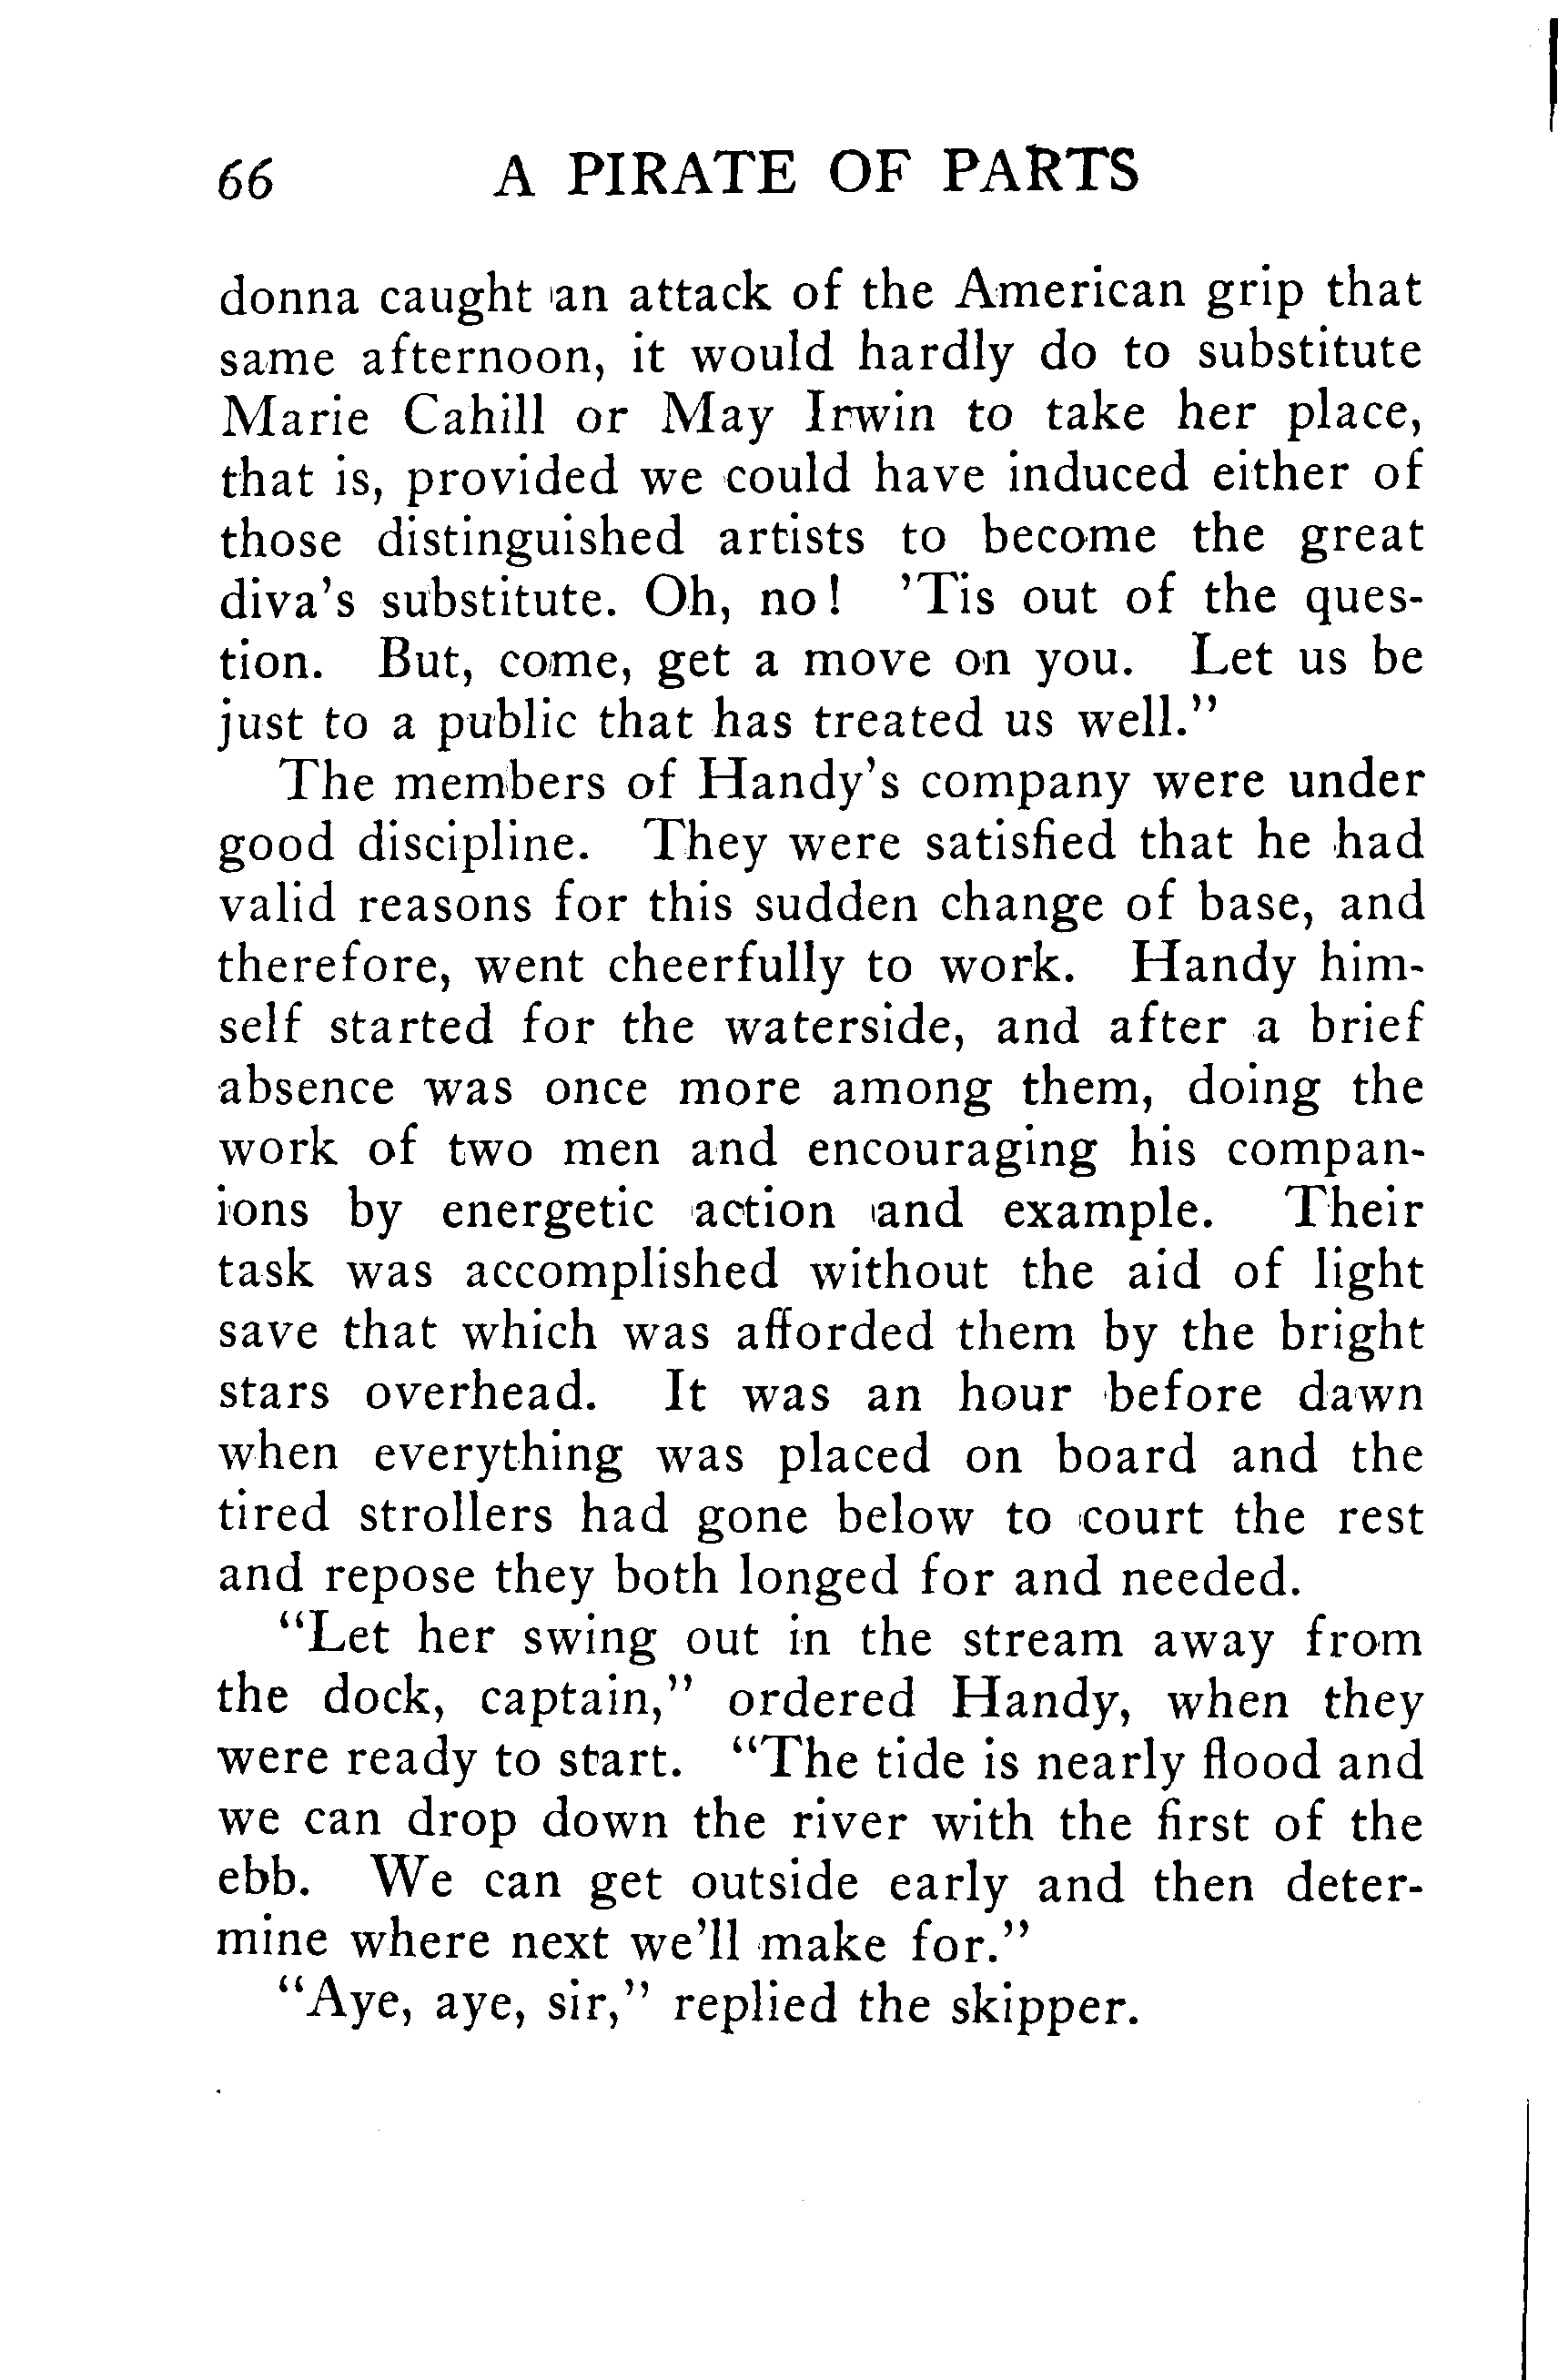 66 A PIRATE OF PARTS
donna caught an attack of the American grip that
same afternoon, it would hardly do to substitute
Marie Cahill or May Irwin to take her place,
that is, provided we could have induced either of
those distinguished artists to become the great
diva's substitute. Oh, no! 'Tis out of the ques-
tion. But, come, get a move on you. Let us be
just to a public that has treated us well."
The members of Handy's company were under
good discipline. They were satisfied that he had
valid reasons for this sudden change of base, and
therefore, went cheerfully to work. Handy him-
self started for the waterside, and after a brief
absence was once more among them, doing the
work of two men and encouraging his compan-
ions by energetic action and example. Their
task was accomplished without the aid of light
save that which was afforded them by the bright
stars overhead. It was an hour before dawn
when everything was placed on board and the
tired strollers had gone below to court the rest
and repose they both longed for and needed.
"Let her swing out in the stream away from
the dock, captain," ordered Handy, when they
were ready to start. "The tide is nearly flood and
we can drop down the river with the first of the
ebb. We can get outside early and then deter-
mine where next we'll make for."
"Aye, aye, sir," replied the skipper.